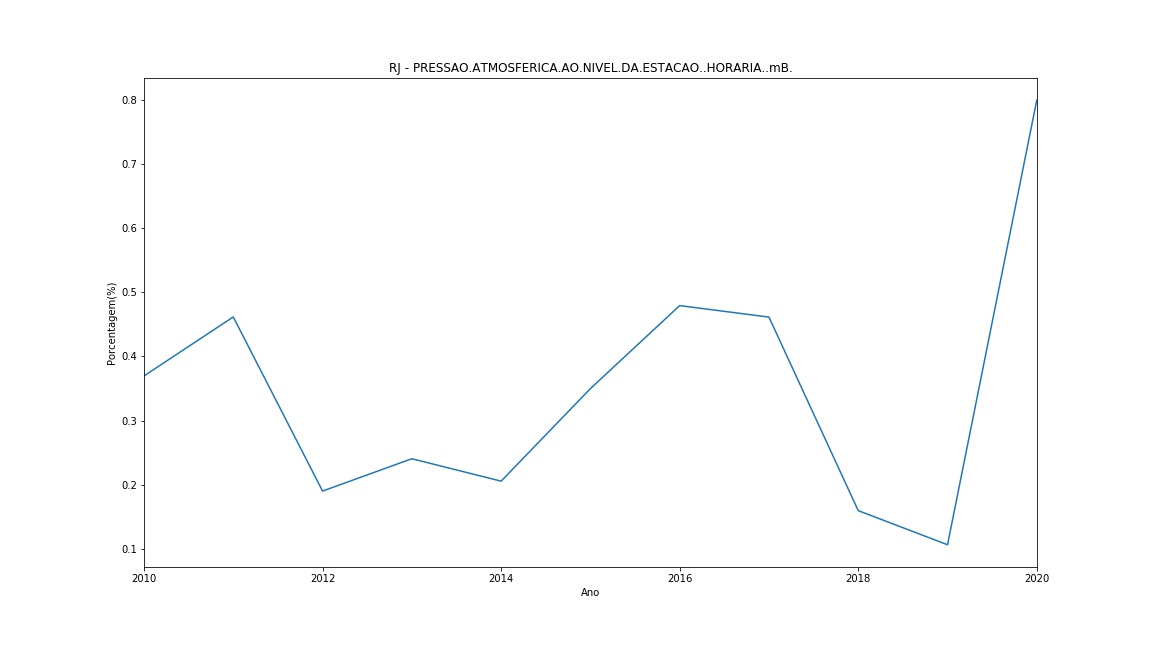 RJ - PRESSAO.ATMOSFERICA.AO.NIVEL.DA.ESTACAO..HORARIA..mB.
0.8
0.7
0.6
0.5
0.4
0.3
0.2
0.1
Porcentagem(%)
2010 2012 2014 2016 2018 2020
Ano